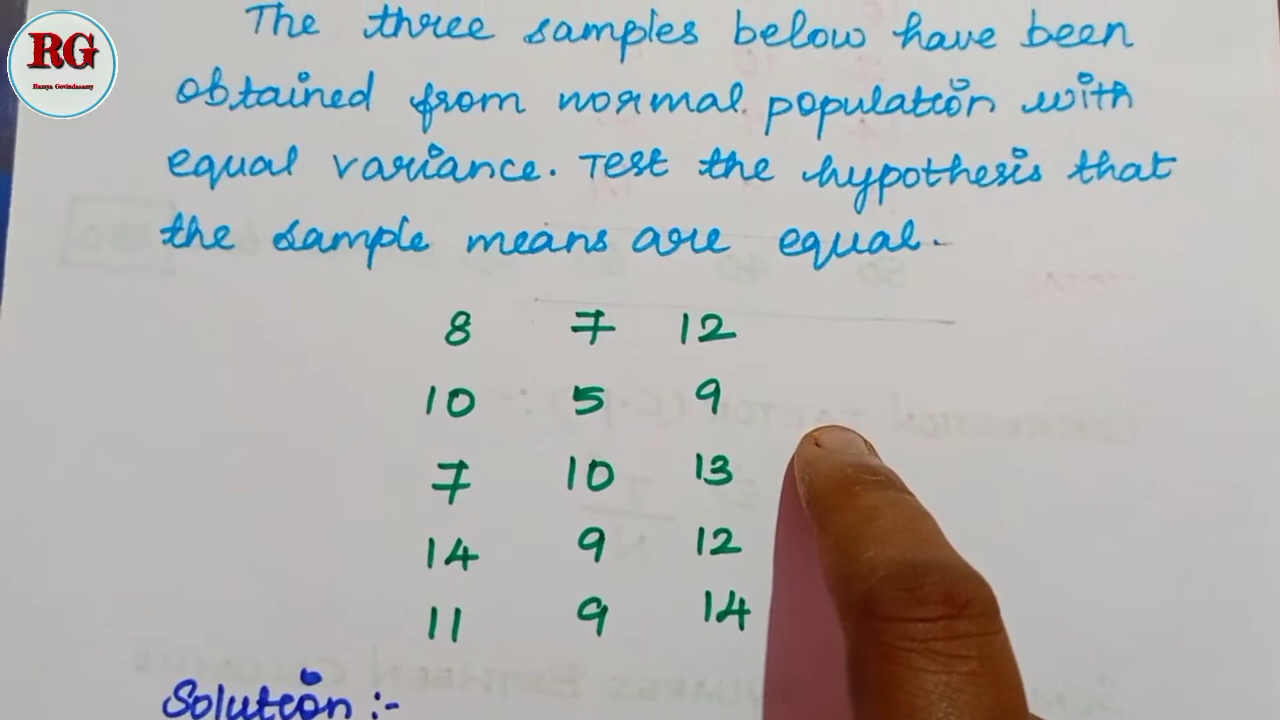 RG
Ramya Govindasamy
The three samples below have been
obtained from normal population with
equal variance. Test the hypothesis that
the sample means are equal.
8 7 12
10 5 9
7 10 13
14 9 12
11 9 14
Solution :-